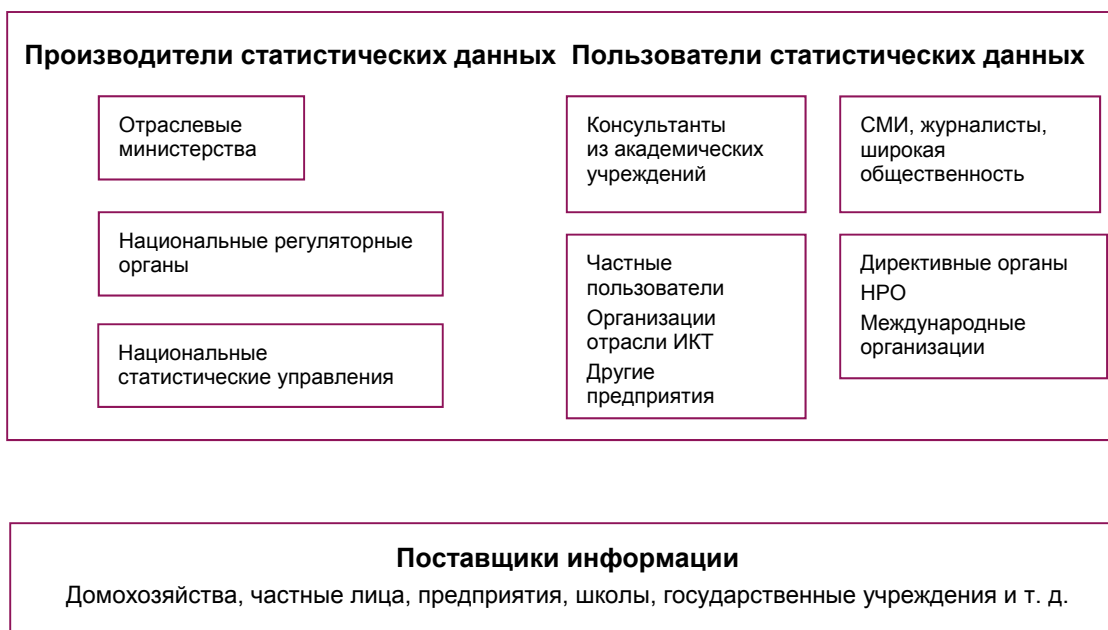 Производители статистических данных
Отраслевые
министерства
Национальные регуляторные
органы
Национальные
статистические управления
Пользователи статистических данных
Консультанты
из академических
учреждений
СМИ, журналисты,
широкая
общественность
Частные
пользователи
Организации
отрасли ИКТ
Другие
предприятия
Директивные органы
НРО
Международные
организации
Поставщики информации
Домохозяйства, частные лица, предприятия, школы, государственные учреждения и т. д.